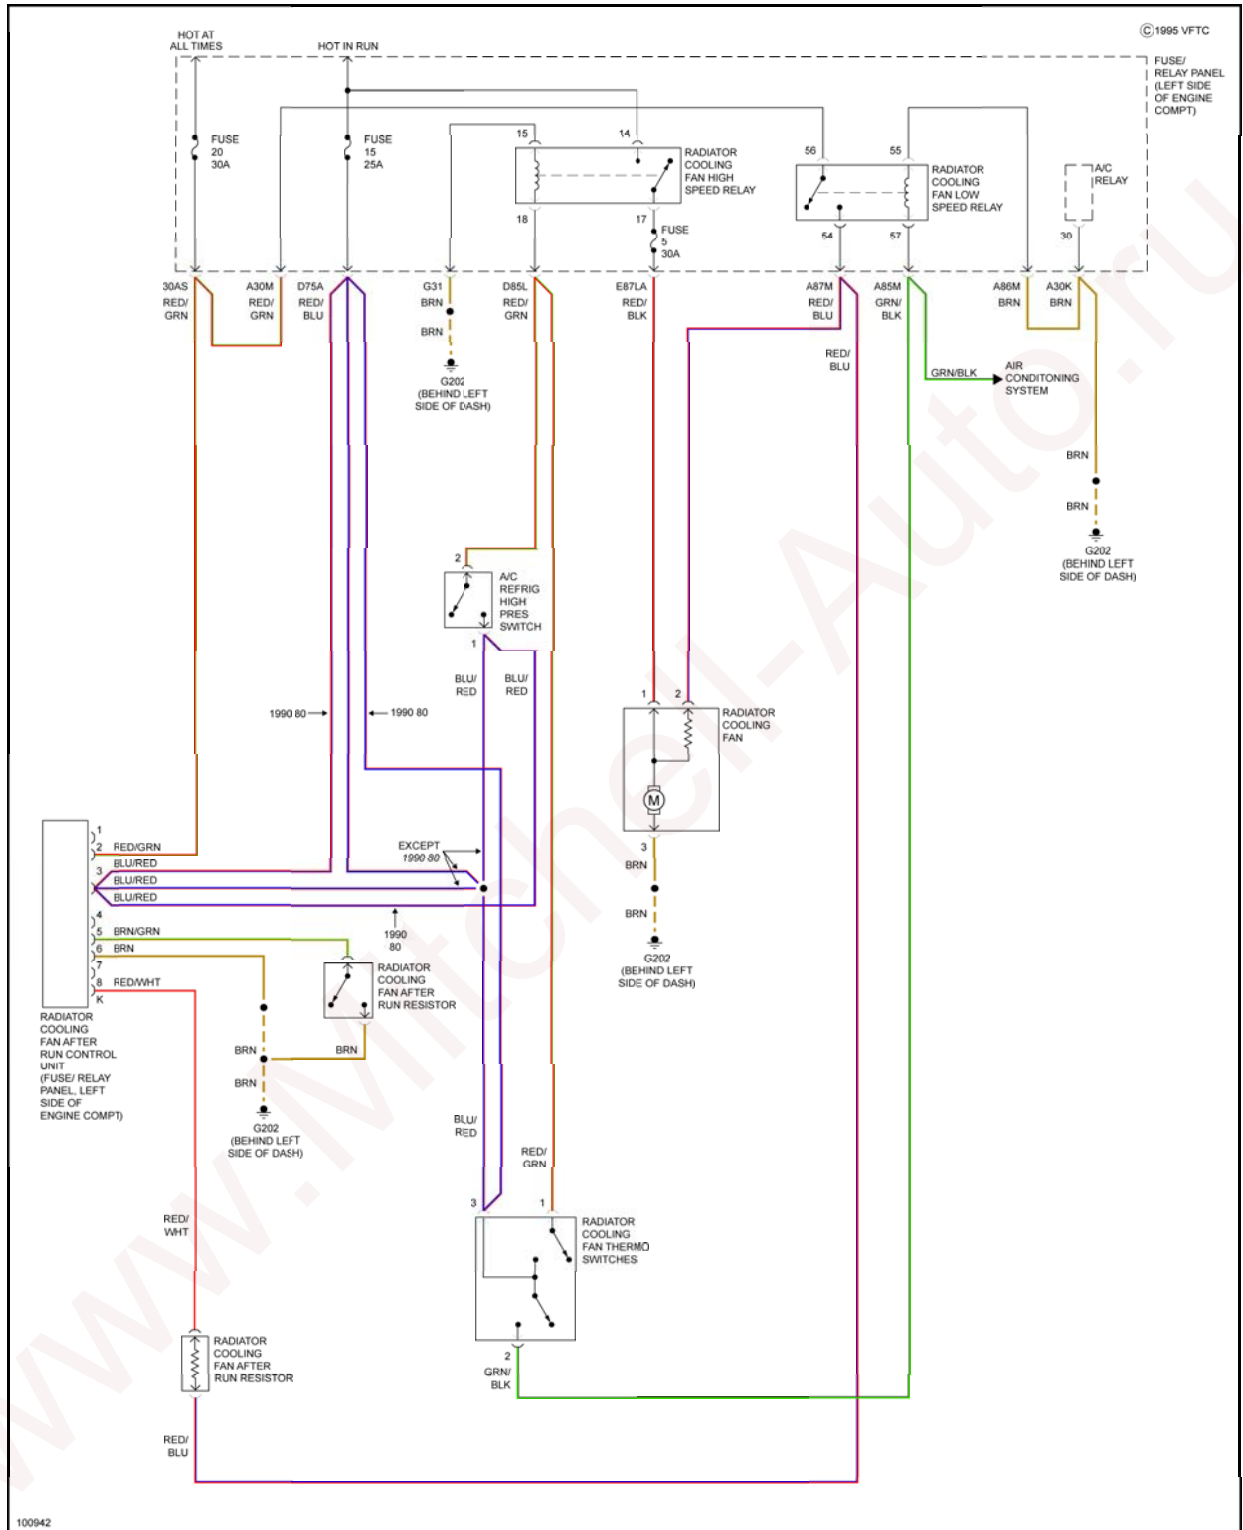 HOT AT
ALL TIMES
HOT IN RUN
©1995 VFTC
FUSE/
RELAY PANEL
(LEFT SIDE
OF ENGINE
COMPT)
FUSE
20
30A
FUSE
15
25A
15
14
RADIATOR
COOLING
FAN HIGH
SPEED RELAY
18
17
FUSE
5
30A
56
55
RADIATOR
COOLING
FAN LOW
SPEED RELAY
54
57
A/C
RELAY
30
30AS
RED/
GRN
A30M
RED/
GRN
D75A
RED/
BLU
G31
BRN
BRN
G202
(BEHIND LEFT
SIDE OF DASH)
D85L
RED/
GRN
E87LA
RED/
BLK
A87M
RED/
BLU
RED/
BLU
A85M
GRN/
BLK
A86M
BRN
A30K
BRN
GRN/BLK
AIR
CONDITONING
SYSTEM
BRN
BRN
G202
(BEHIND LEFT
SIDE OF DASH)
2
A/C
REFRIG
HIGH
PRES
SWITCH
1
BLU/
RED
BLU/
RED
1990 80
1990 80
1
2
RADIATOR
COOLING
FAN
M
3
BRN
BRN
G202
(BEHIND LEFT
SIDE OF DASH)
EXCEPT
1990 80
1
2 RED/GRN
3 BLU/RED
BLU/RED
BLU/RED
4
5 BRN/GRN
6 BRN
7
8 RED/WHT
K
1990
80
RADIATOR
COOLING
FAN AFTER
RUN CONTROL
UNIT
(FUSE/ RELAY
PANEL, LEFT
SIDE OF
ENGINE COMPT)
RADIATOR
COOLING
FAN AFTER
RUN RESISTOR
BRN
BRN
BRN
G202
(BEHIND LEFT
SIDE OF DASH)
BLU/
RED
RED/
GRN
3
1
RADIATOR
COOLING
FAN THERMO
SWITCHES
2
GRN/
BLK
RED/
WHT
RADIATOR
COOLING
FAN AFTER
RUN RESISTOR
RED/
BLU
100942
www.Mitchell-Auto.ru